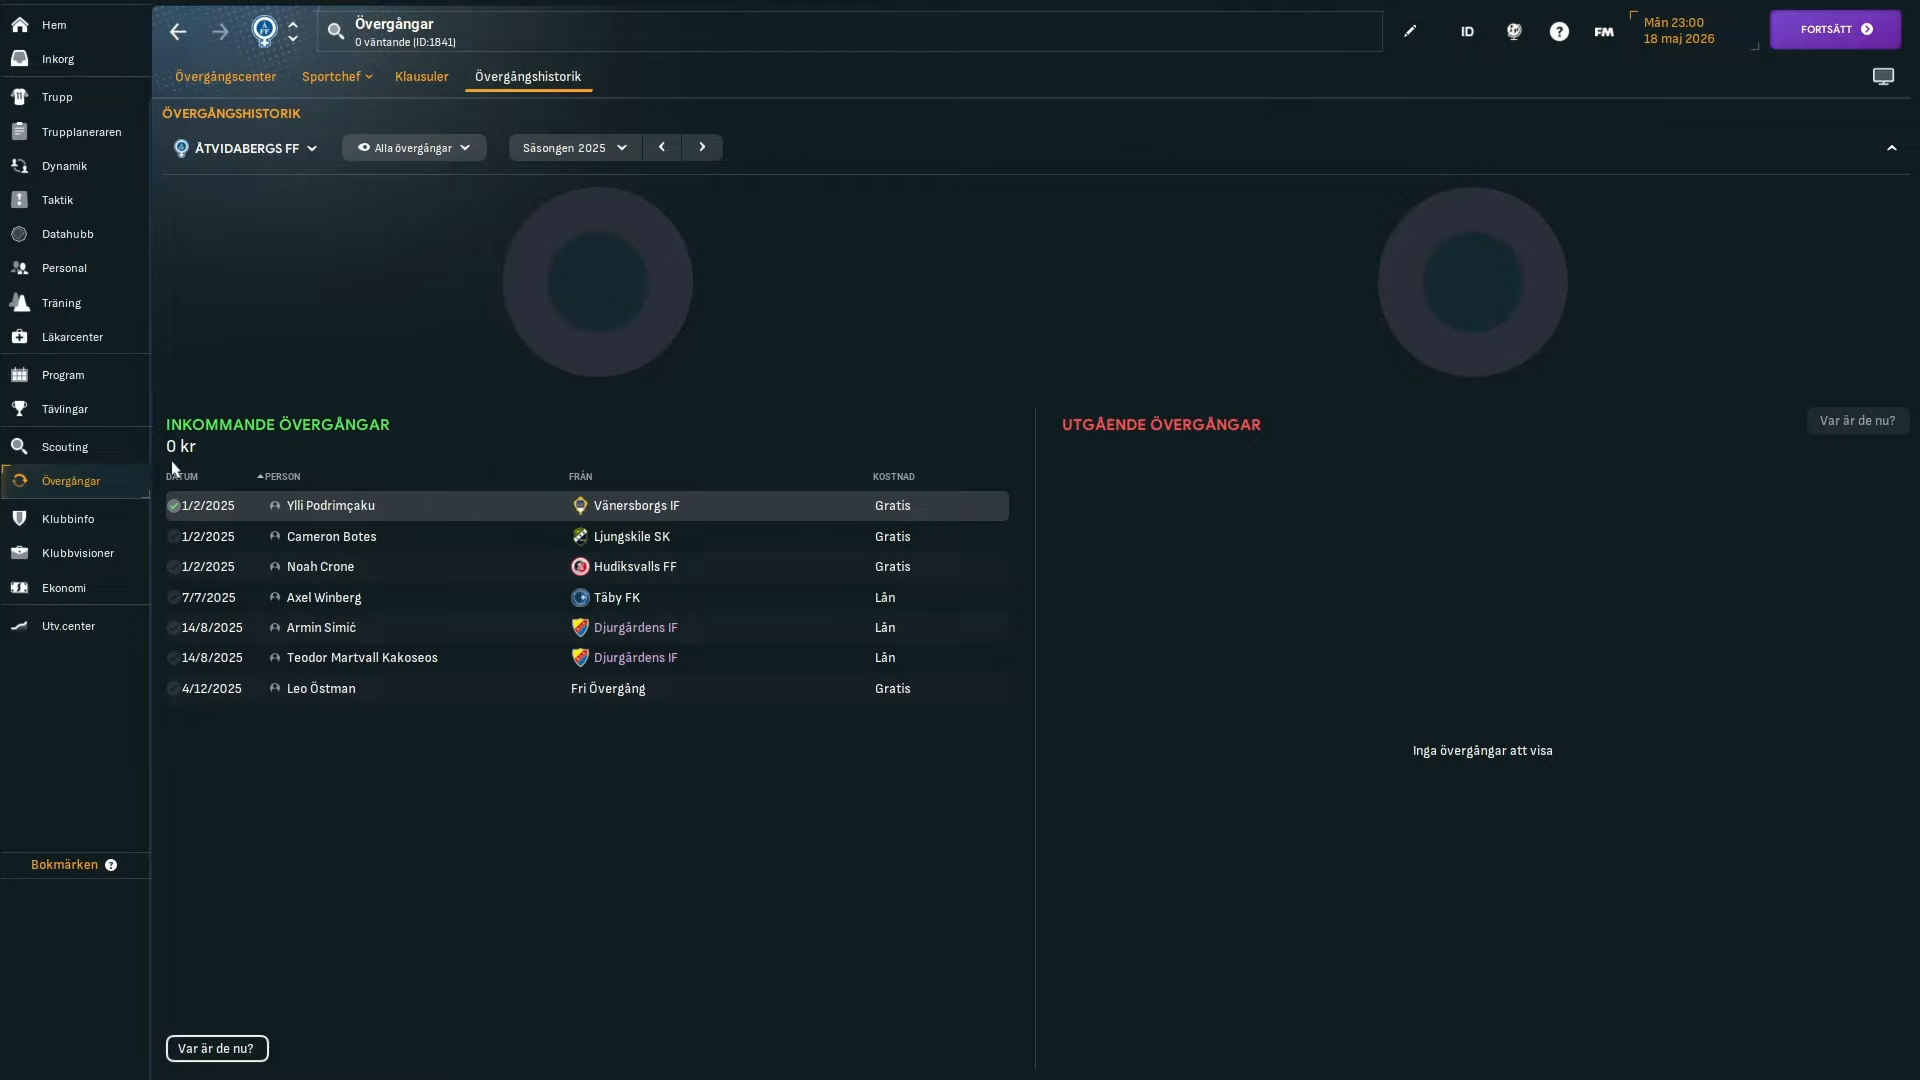 Hem
Inkorg
Trupp
Trupplaneraren
Dynamik
Taktik
Datahubb
Personal
Träning
Läkarcenter
Program
Tävlingar
Scouting
Övergångar
Klubbinfo
Klubbvisioner
Ekonomi
Utv.center
Bokmärken ?
Övergångar
0 väntande (ID:1841)
ID
?
FM
Mån 23:00
18 maj 2026
FORTSÄTT
Övergångscenter Sportchef Klausuler Övergångshistorik
ÖVERGÅNGSHISTORIK
ÅTVIDABERGS FF Alla övergångar Säsongen 2025
INKOMMANDE ÖVERGÅNGAR
0 kr
DATUM PERSON FRÅN KOSTNAD
1/2/2025 Ylli Podrimçaku Vänersborgs IF Gratis
1/2/2025 Cameron Botes Ljungskile SK Gratis
1/2/2025 Noah Crone Hudiksvalls FF Gratis
7/7/2025 Axel Winberg Täby FK Lån
14/8/2025 Armin Simić Djurgårdens IF Lån
14/8/2025 Teodor Martvall Kakoseos Djurgårdens IF Lån
4/12/2025 Leo Östman Fri Övergång Gratis
Var är de nu?
UTGÅENDE ÖVERGÅNGAR
Var är de nu?
Inga övergångar att visa